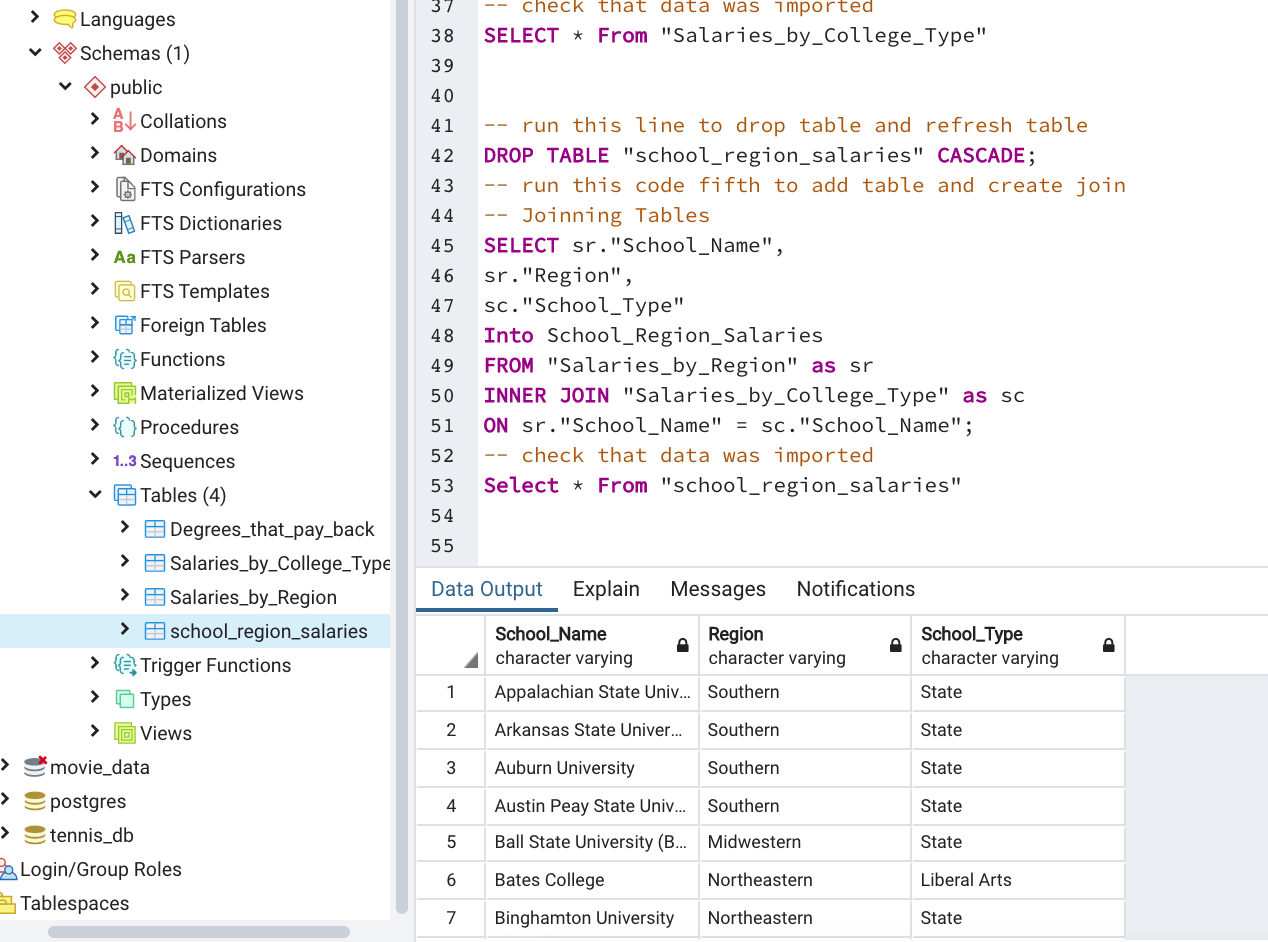 Languages
Schemas (1)
public
Collations
Domains
FTS Configurations
FTS Dictionaries
Aa FTS Parsers
FTS Templates
Foreign Tables
Functions
Materialized Views
Procedures
1..3 Sequences
Tables (4)
Degrees_that_pay_back
Salaries_by_College_Type
Salaries_by_Region
school_region_salaries
Trigger Functions
Types
Views
movie_data
postgres
tennis_db
Login/Group Roles
Tablespaces
37 -- check that data was imported
38 SELECT * From "Salaries_by_College_Type"
39
40
41 -- run this line to drop table and refresh table
42 DROP TABLE "school_region_salaries" CASCADE;
43 -- run this code fifth to add table and create join
44 -- Joinning Tables
45 SELECT sr."School_Name",
46 sr."Region",
47 sc."School_Type"
48 Into School_Region_Salaries
49 FROM "Salaries_by_Region" as sr
50 INNER JOIN "Salaries_by_College_Type" as sc
51 ON sr."School_Name" = sc."School_Name";
52 -- check that data was imported
53 Select * From "school_region_salaries"
54
55
Data Output Explain Messages Notifications
School_Name Region School_Type
character varying character varying character varying
1 Appalachian State Univ... Southern State
2 Arkansas State Univer... Southern State
3 Auburn University Southern State
4 Austin Peay State Univ... Southern State
5 Ball State University (B... Midwestern State
6 Bates College Northeastern Liberal Arts
7 Binghamton University Northeastern State